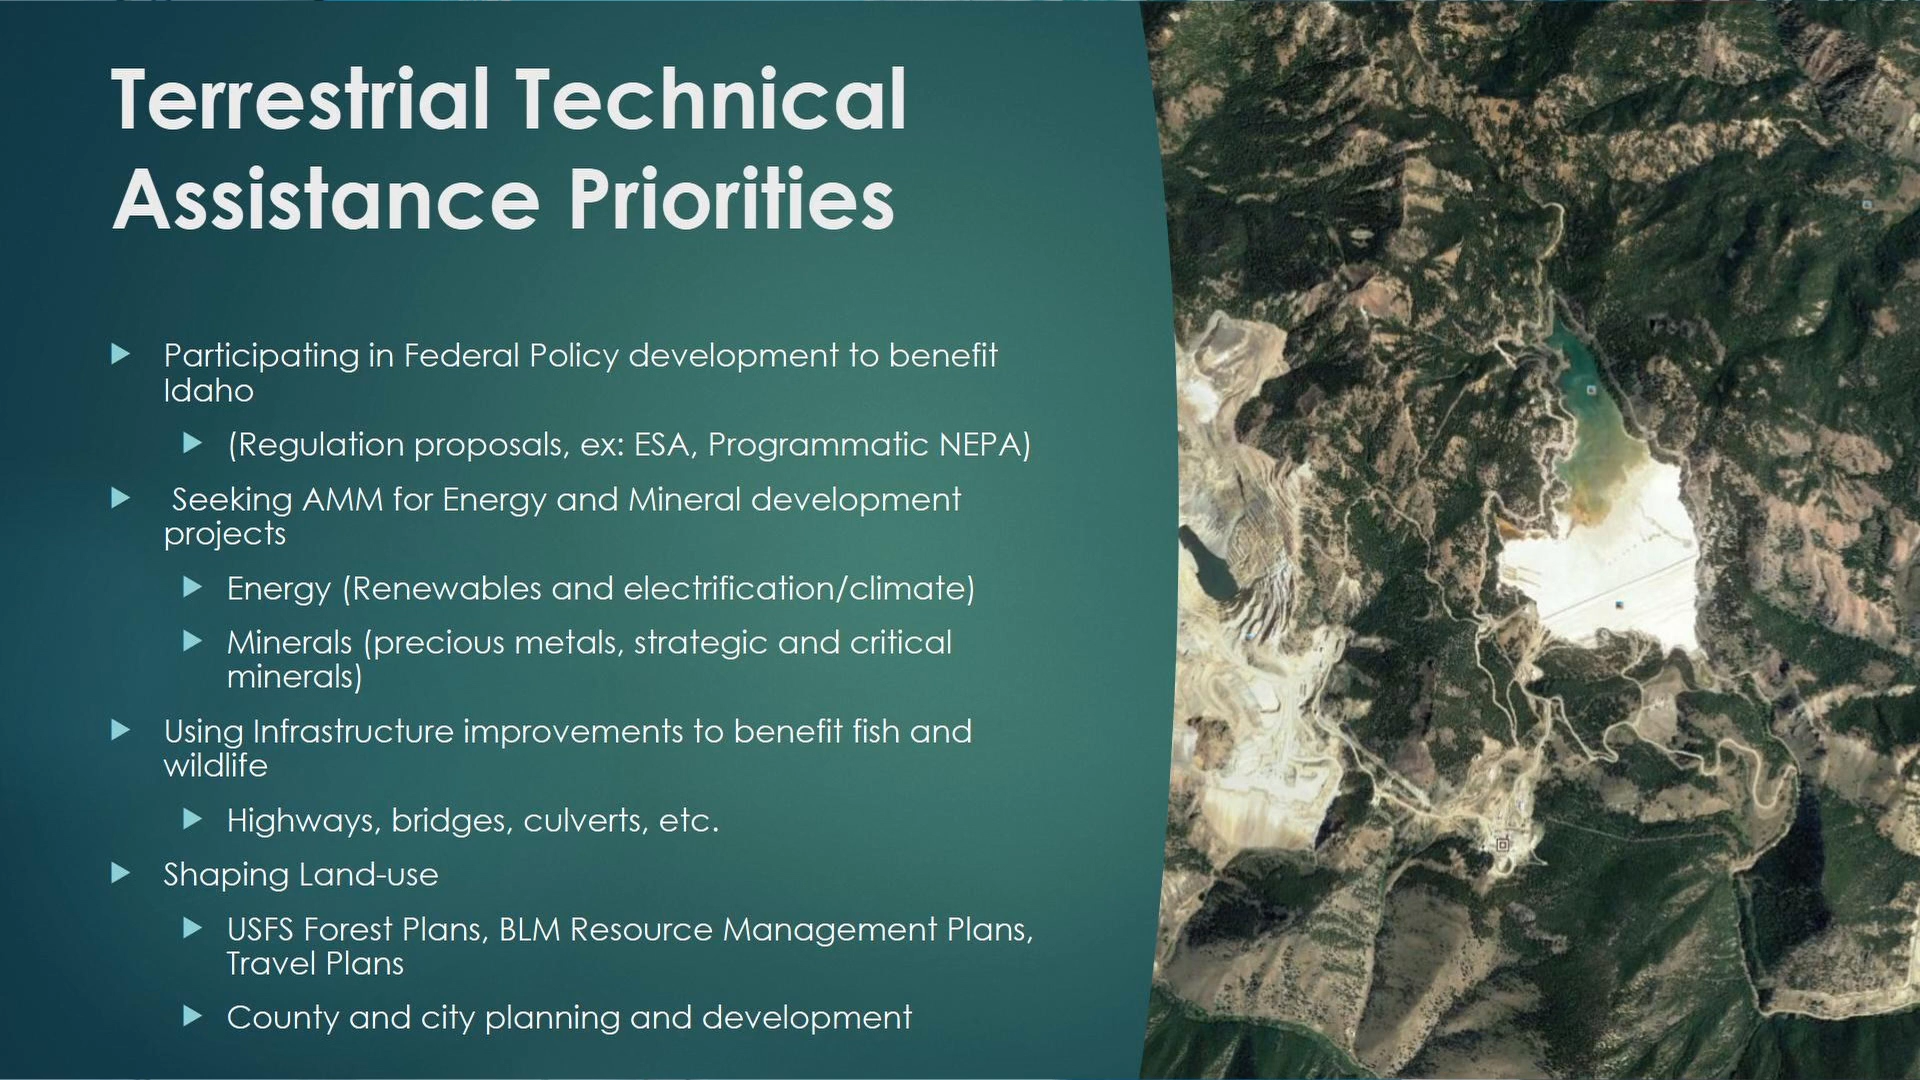 Terrestrial Technical
Assistance Priorities
Participating in Federal Policy development to benefit
Idaho
(Regulation proposals, ex: ESA, Programmatic NEPA)
Seeking AMM for Energy and Mineral development
projects
Energy (Renewables and electrification/climate)
Minerals (precious metals, strategic and critical
minerals)
Using Infrastructure improvements to benefit fish and
wildlife
Highways, bridges, culverts, etc.
Shaping Land-use
USFS Forest Plans, BLM Resource Management Plans,
Travel Plans
County and city planning and development